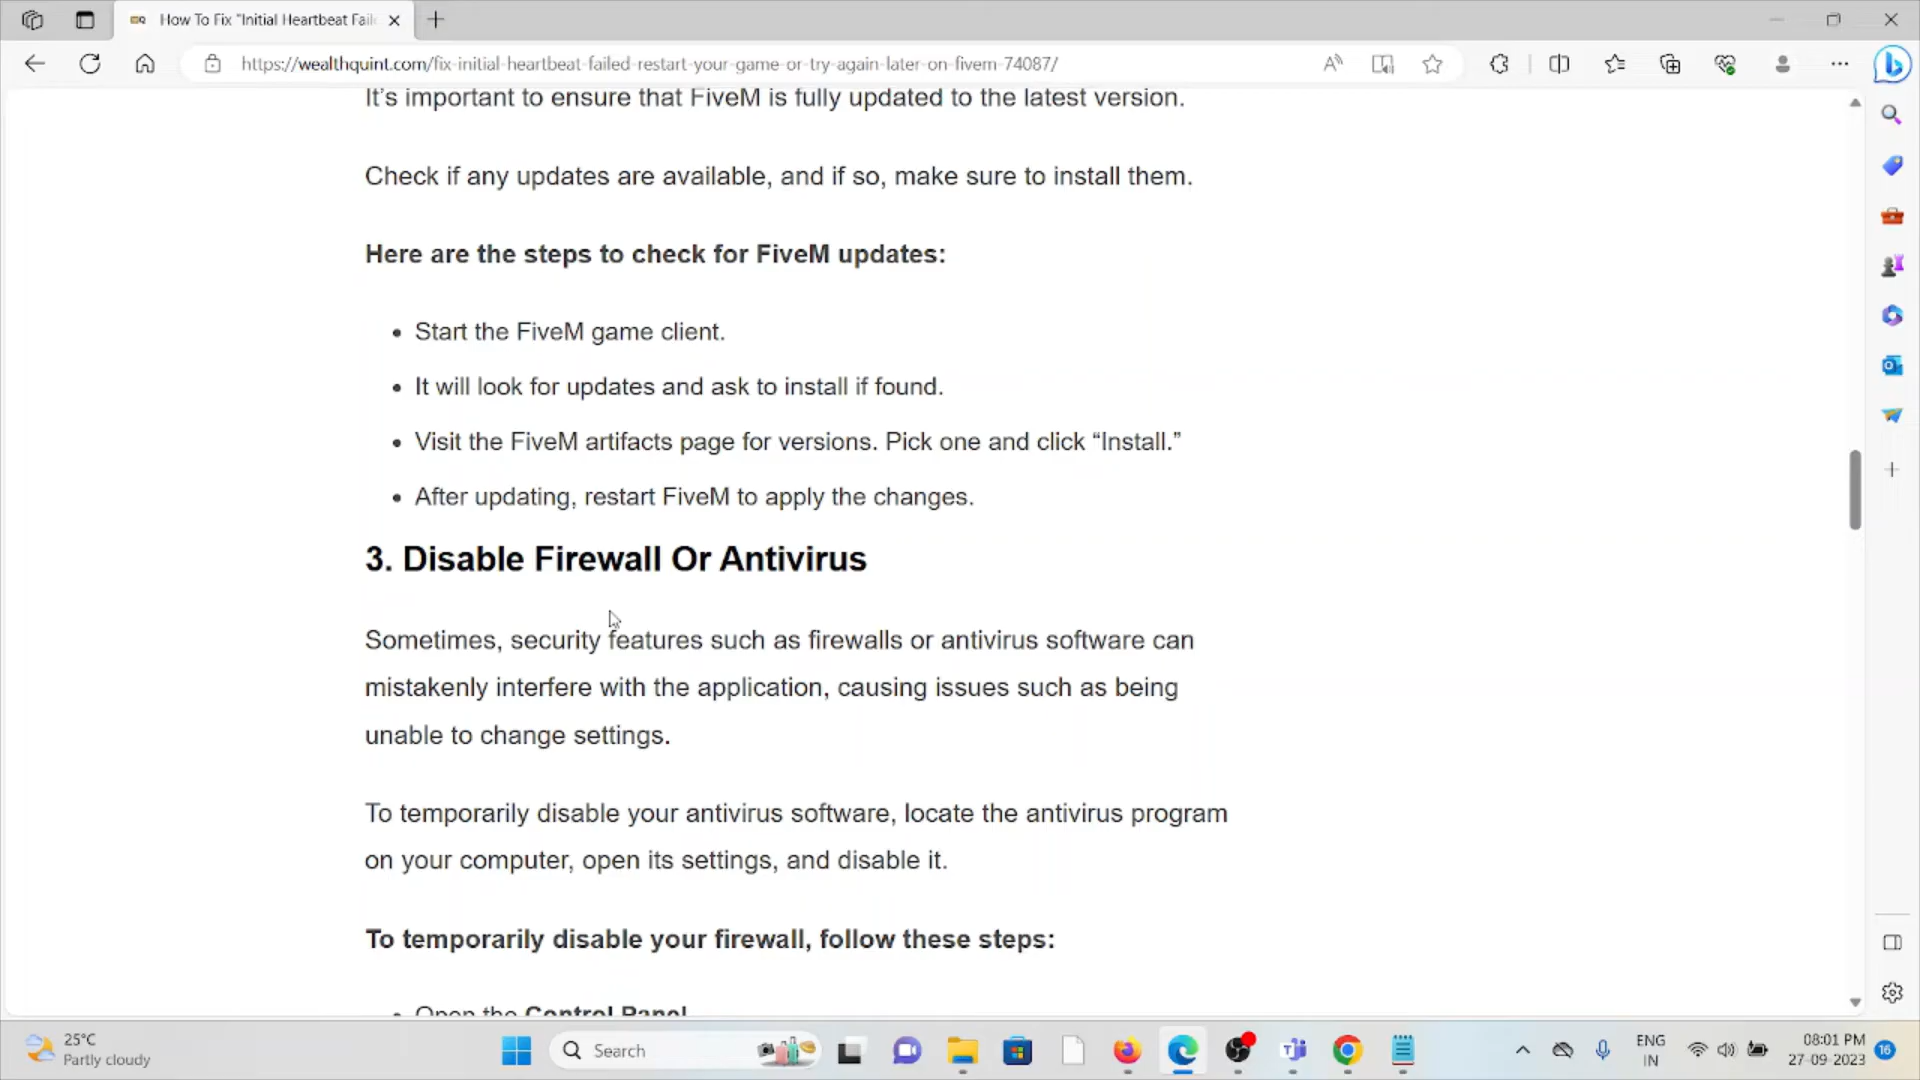 How To Fix "Initial Heartbeat Fail
https://wealthquint.com/fix-initial-heartbeat-failed-restart-your-game-or-try-again-later-on-fivem-74087/
It’s important to ensure that FiveM is fully updated to the latest version.
Check if any updates are available, and if so, make sure to install them.
Here are the steps to check for FiveM updates:
• Start the FiveM game client.
• It will look for updates and ask to install if found.
• Visit the FiveM artifacts page for versions. Pick one and click “Install.”
• After updating, restart FiveM to apply the changes.
3. Disable Firewall Or Antivirus
Sometimes, security features such as firewalls or antivirus software can
mistakenly interfere with the application, causing issues such as being
unable to change settings.
To temporarily disable your antivirus software, locate the antivirus program
on your computer, open its settings, and disable it.
To temporarily disable your firewall, follow these steps:
• Open the Control Panel
25°C
Partly cloudy
Search
ENG
IN
08:01 PM
27-09-2023
16